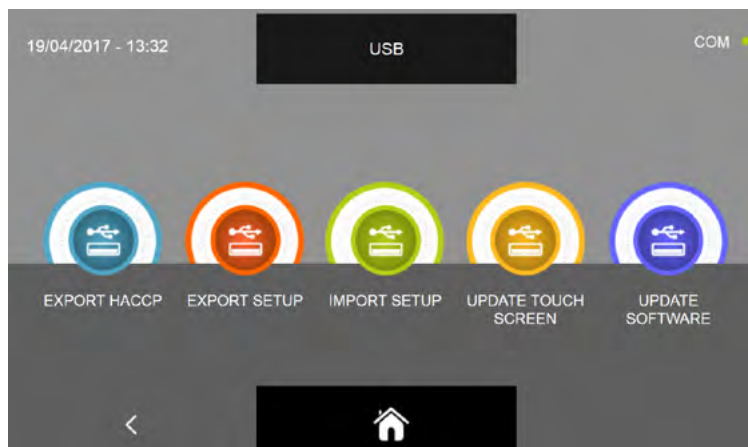 19/04/2017 - 13:32
USB
COM
EXPORT HACCP
EXPORT SETUP
IMPORT SETUP
UPDATE TOUCH
SCREEN
UPDATE
SOFTWARE